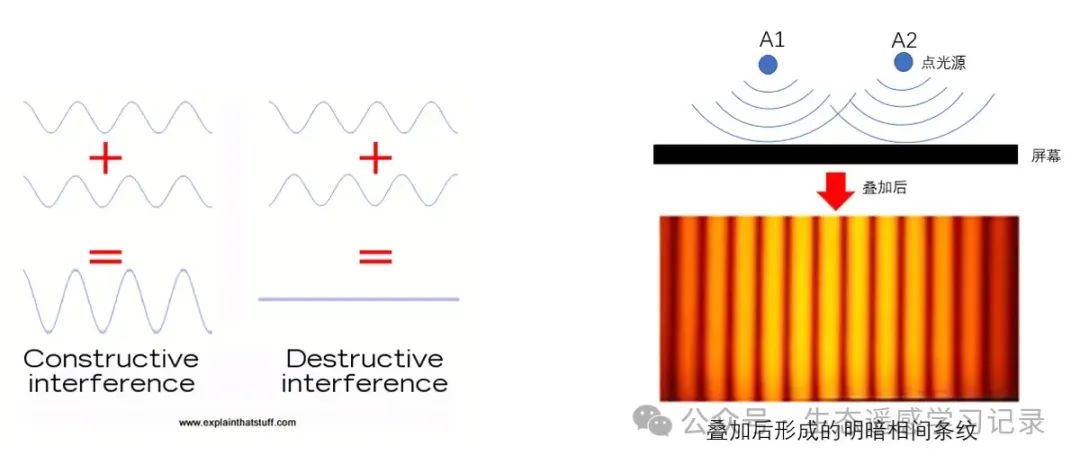 Constructive
interference
Destructive
interference
www.explainthatstuff.com
A1
A2
点光源
屏幕
叠加后
公众号 · 生态遥感学习记录
叠加后形成的明暗相间条纹